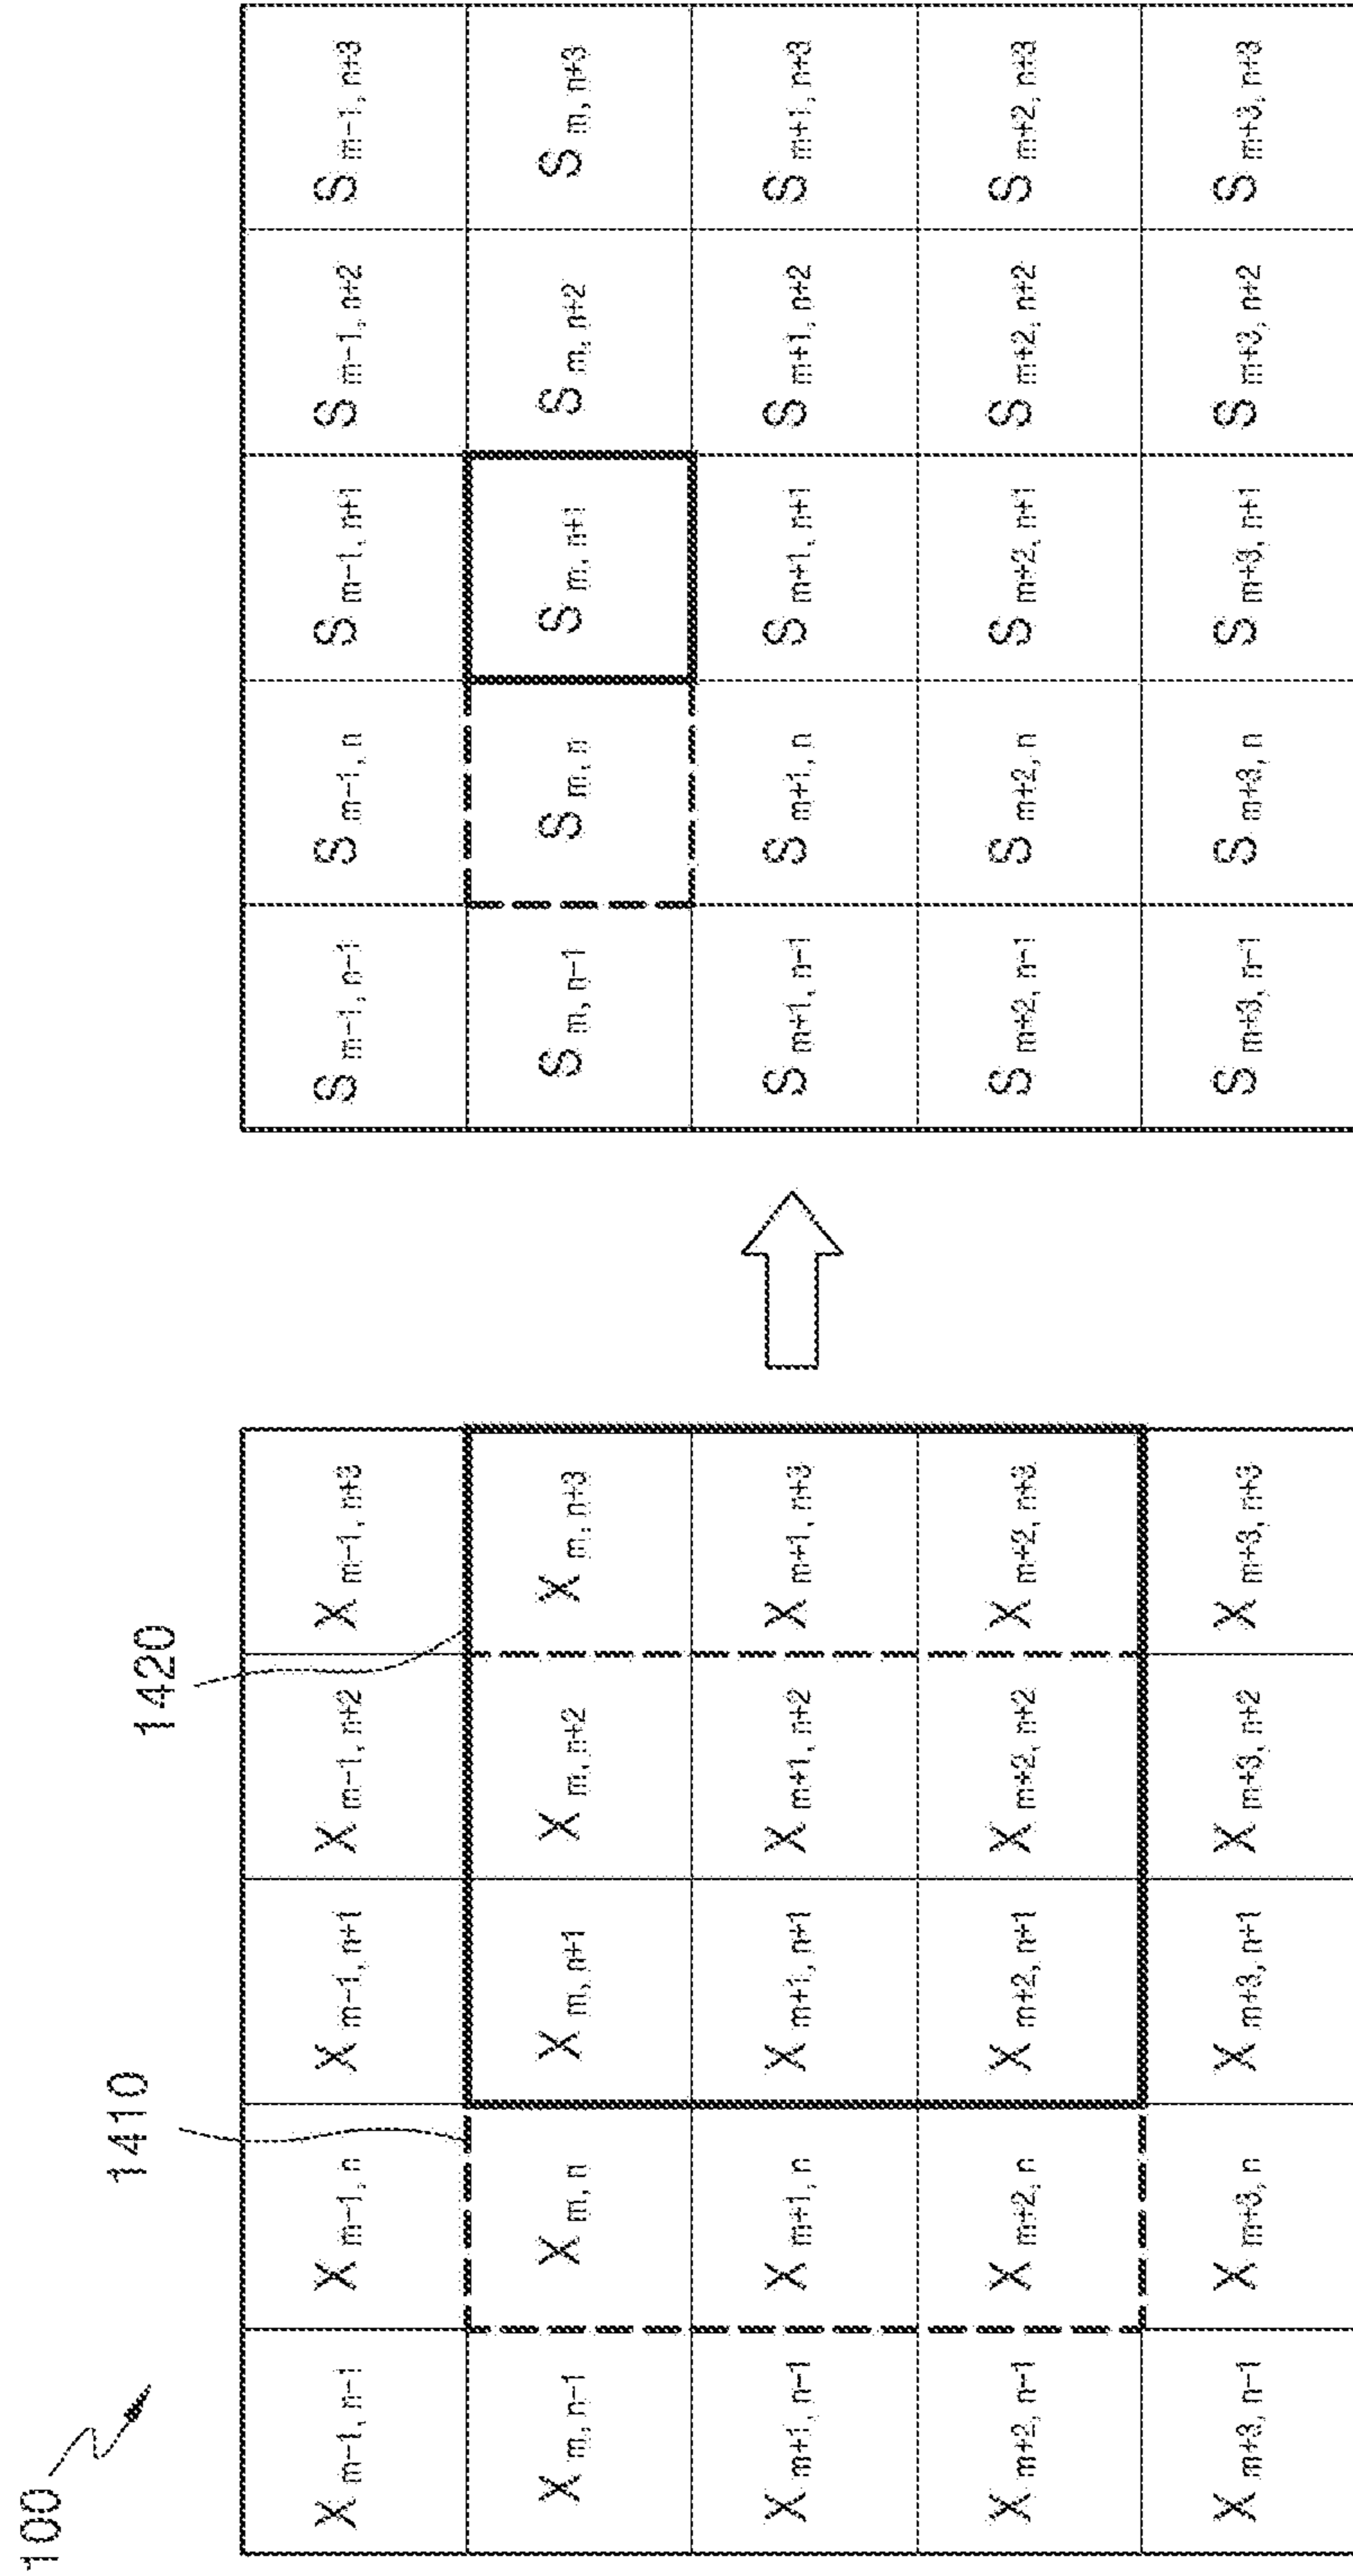 100
1410
1420
X m-1, n-1 X m-1, n X m-1, n+1 X m-1, n+2 X m-1, n+3 S m-1, n-1 S m-1, n S m-1, n+1 S m-1, n+2 S m-1, n+3
X m, n-1 X m, n X m, n+1 X m, n+2 X m, n+3 S m, n-1 S m, n S m, n+1 S m, n+2 S m, n+3
X m+1, n-1 X m+1, n X m+1, n+1 X m+1, n+2 X m+1, n+3 S m+1, n-1 S m+1, n S m+1, n+1 S m+1, n+2 S m+1, n+3
X m+2, n-1 X m+2, n X m+2, n+1 X m+2, n+2 X m+2, n+3 S m+2, n-1 S m+2, n S m+2, n+1 S m+2, n+2 S m+2, n+3
X m+3, n-1 X m+3, n X m+3, n+1 X m+3, n+2 X m+3, n+3 S m+3, n-1 S m+3, n S m+3, n+1 S m+3, n+2 S m+3, n+3